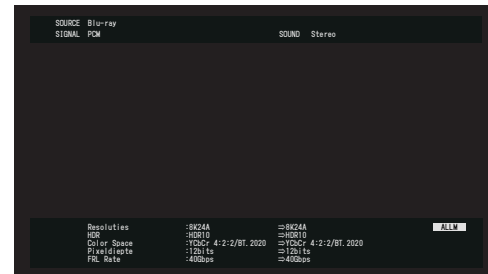 SOURCE Blu-ray
SIGNAL PCM SOUND Stereo
Resoluties :8K24A ⇒8K24A ALLM
HDR :HDR10 ⇒HDR10
Color Space :YCbCr 4:2:2/BT.2020 ⇒YCbCr 4:2:2/BT.2020
Pixeldiepte :12bits ⇒12bits
FRL Rate :40Gbps ⇒40Gbps